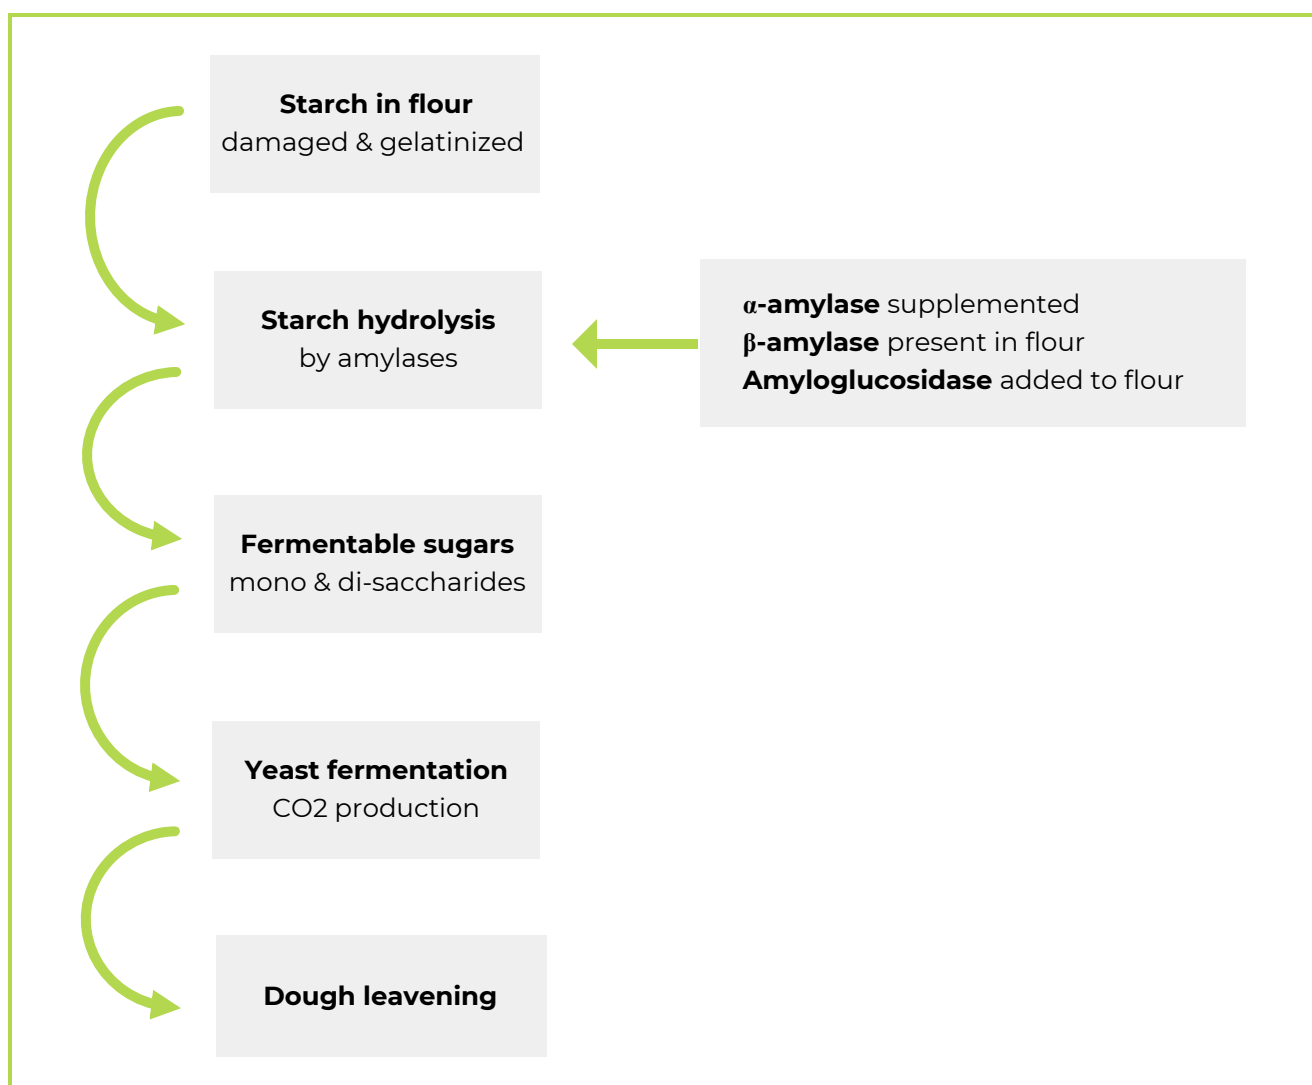 Starch in flour
damaged & gelatinized
Starch hydrolysis
by amylases
α-amylase supplemented
β-amylase present in flour
Amyloglucosidase added to flour
Fermentable sugars
mono & di-saccharides
Yeast fermentation
CO2 production
Dough leavening